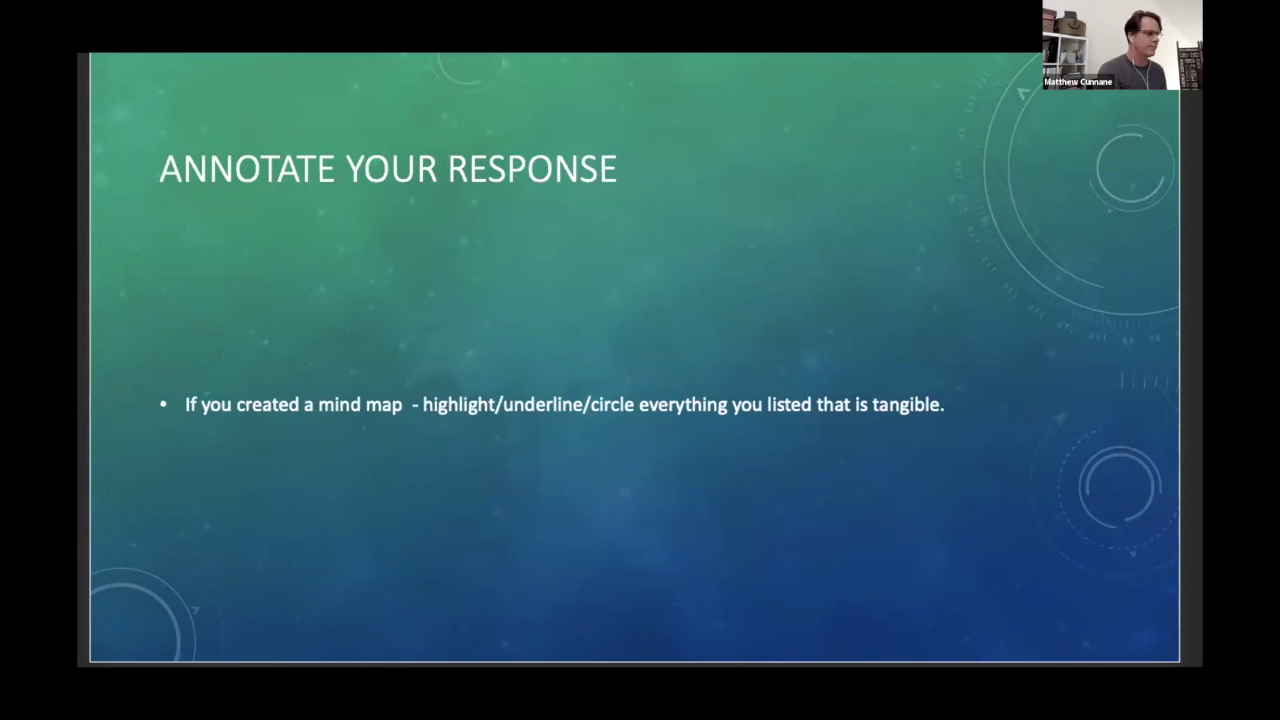 Matthew Cunnane
ANNOTATE YOUR RESPONSE
• If you created a mind map  - highlight/underline/circle everything you listed that is tangible.